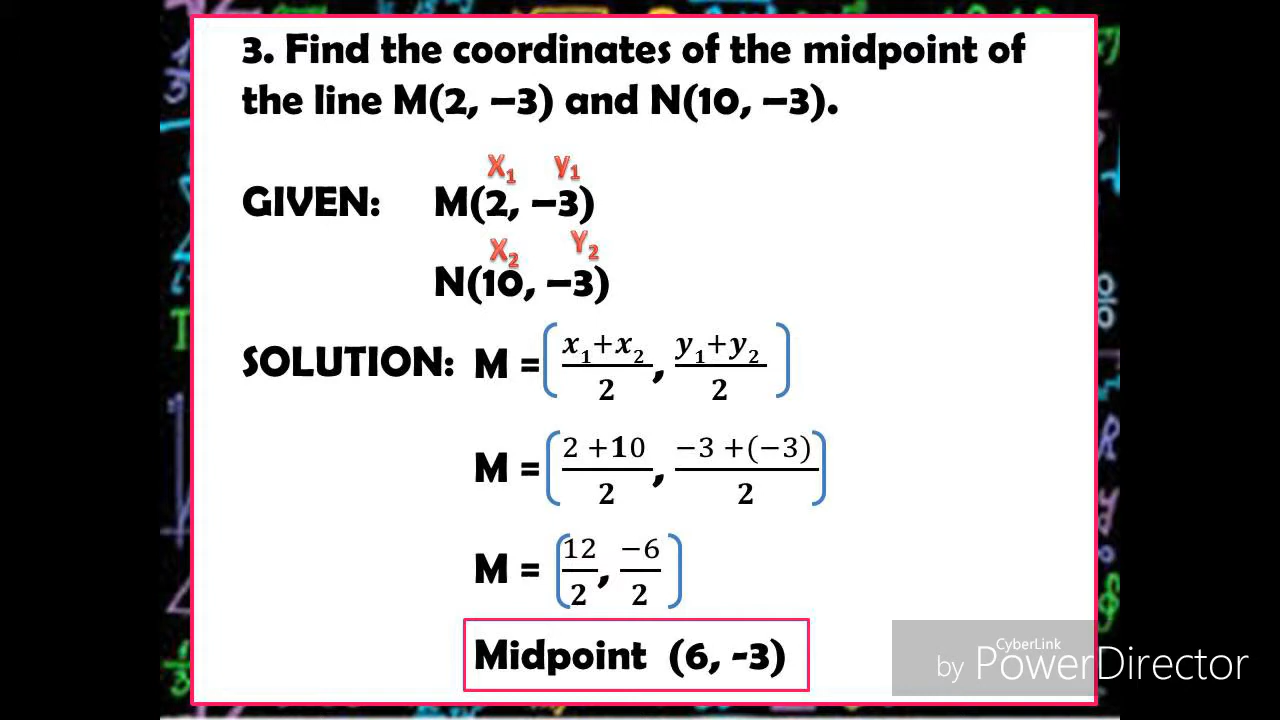 3. Find the coordinates of the midpoint of
the line M(2, –3) and N(10, –3).
X₁ y₁
GIVEN: M(2, –3)
X₂ Y₂
N(10, –3)
SOLUTION: M = (x₁+x₂/2, y₁+y₂/2)
M = (2 +10/2, −3 +(−3)/2)
M = (12/2, −6/2)
Midpoint (6, -3)
CyberLink
by PowerDirector